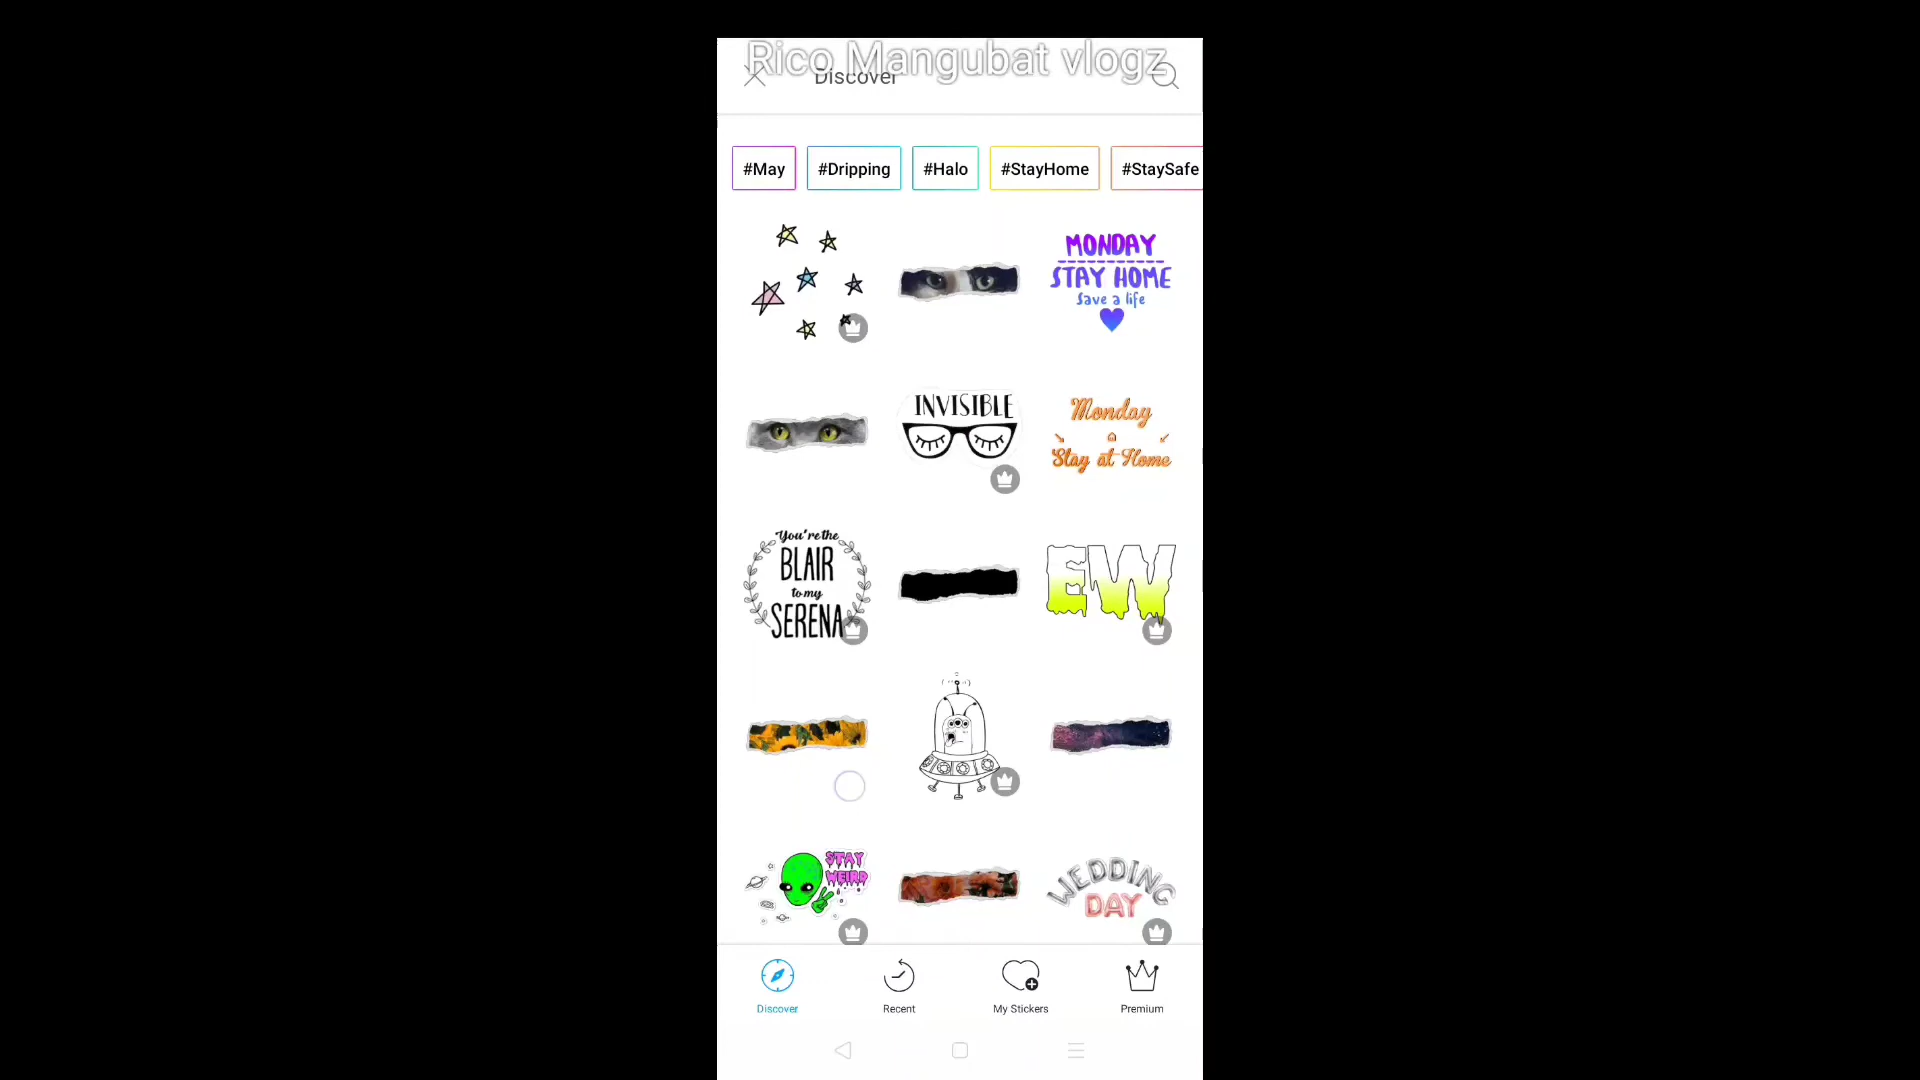 Rico Mangubat vlogz
Discover
#May
#Dripping
#Halo
#StayHome
#StaySafe
MONDAY
STAY HOME
Save a life
INVISIBLE
Monday
Stay at Home
You're the
BLAIR
to my
SERENA
EW
STAY
WEIRD
WEDDING
DAY
Discover
Recent
My Stickers
Premium